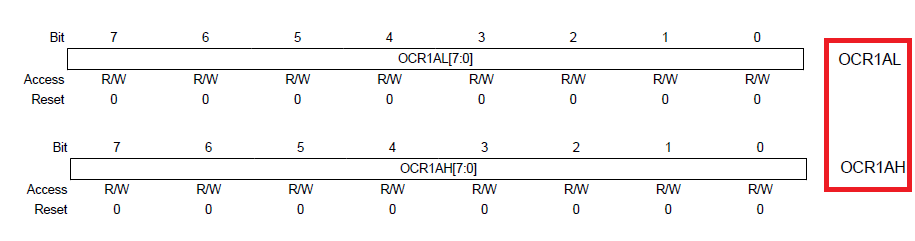 Bit 7 6 5 4 3 2 1 0
OCR1AL[7:0] OCR1AL
Access R/W R/W R/W R/W R/W R/W R/W R/W
Reset 0 0 0 0 0 0 0 0
Bit 7 6 5 4 3 2 1 0
OCR1AH[7:0] OCR1AH
Access R/W R/W R/W R/W R/W R/W R/W R/W
Reset 0 0 0 0 0 0 0 0